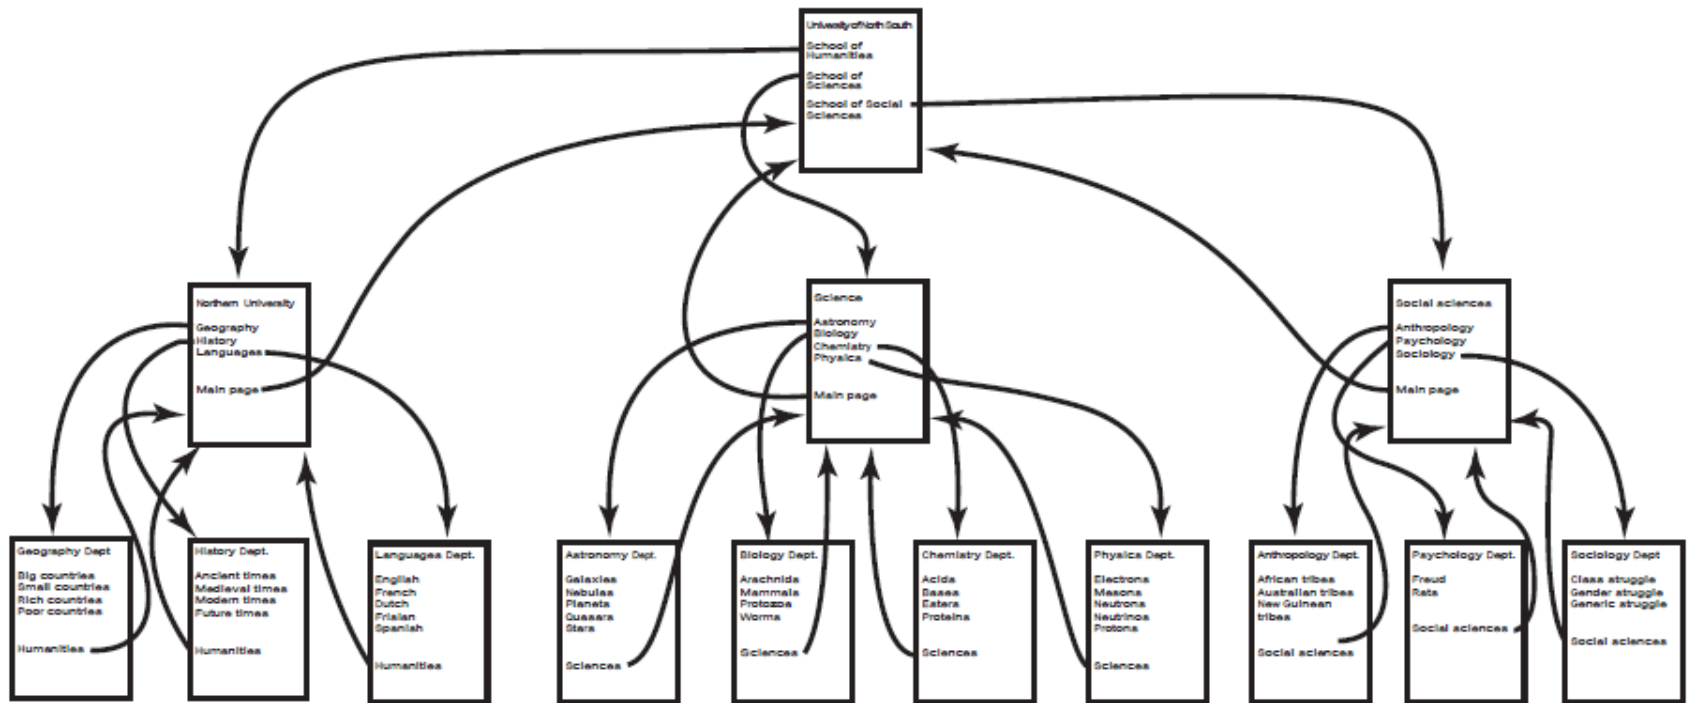 University of North South
School of
Humanities
School of
Sciences
School of Social
Sciences
Northern University
Geography
History
Languages
Main page
Science
Astronomy
Biology
Chemistry
Physics
Main page
Social sciences
Anthropology
Psychology
Sociology
Main page
Geography Dept
Big countries
Small countries
Rich countries
Poor countries
Humanities
History Dept.
Ancient times
Medieval times
Modern times
Future times
Humanities
Languages Dept.
English
French
Dutch
Frisian
Spanish
Humanities
Astronomy Dept.
Galaxies
Nebulas
Planets
Quasars
Stars
Sciences
Biology Dept.
Arachnids
Mammals
Protozoa
Worms
Sciences
Chemistry Dept.
Acids
Bases
Esters
Proteins
Sciences
Physics Dept.
Electrons
Mesons
Neutrons
Neutrinos
Protons
Sciences
Anthropology Dept.
African tribes
Australian tribes
New Guinean
tribes
Social sciences
Psychology Dept.
Freud
Rats
Social sciences
Sociology Dept
Class struggle
Gender struggle
Generic struggle
Social sciences